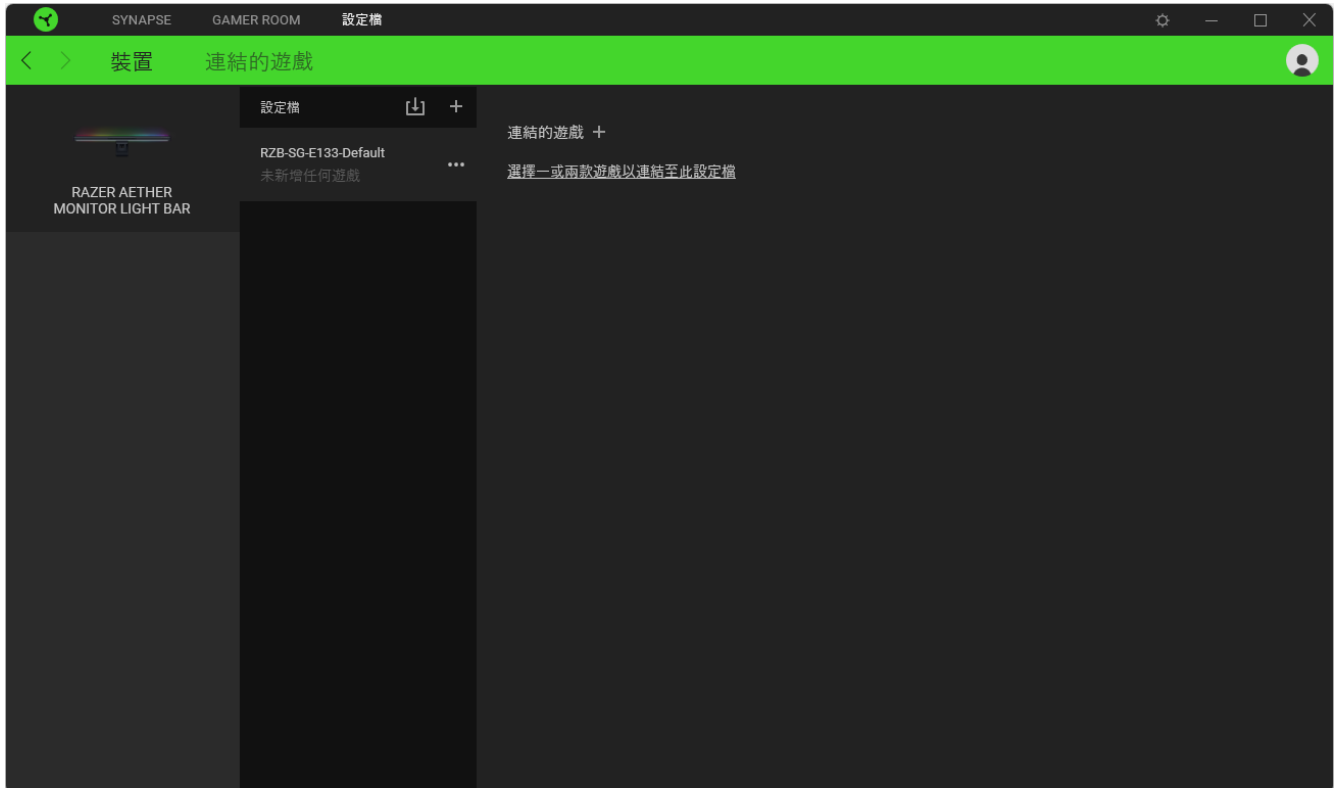 SYNAPSE GAMER ROOM 設定檔
裝置 連結的遊戲
RAZER AETHER
MONITOR LIGHT BAR
設定檔
RZB-SG-E133-Default
未新增任何遊戲
連結的遊戲
選擇一或兩款遊戲以連結至此設定檔